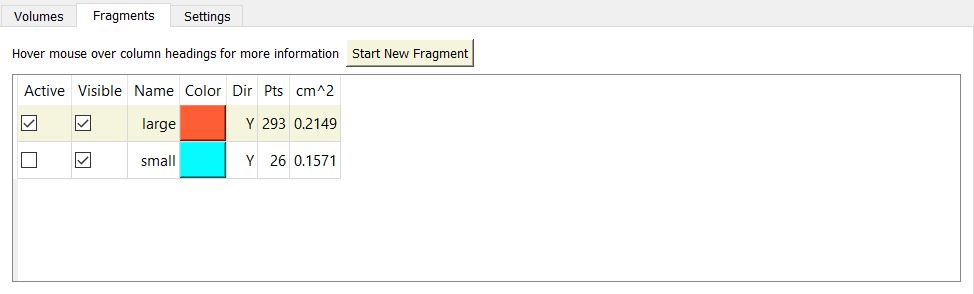 Volumes Fragments Settings
Hover mouse over column headings for more information Start New Fragment
Active Visible Name Color Dir Pts cm^2
large Y 293 0.2149
small Y 26 0.1571